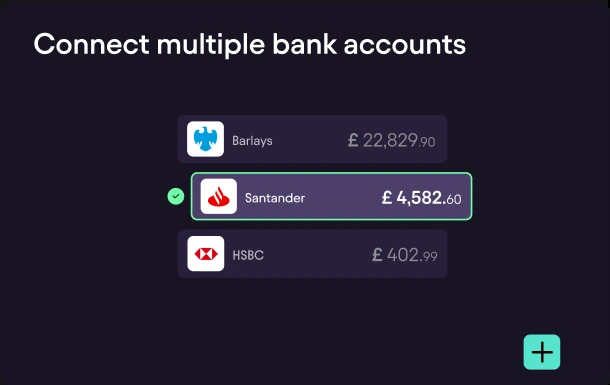 Connect multiple bank accounts
Barlays £ 22,829.90
Santander £ 4,582.60
HSBC £ 402.99